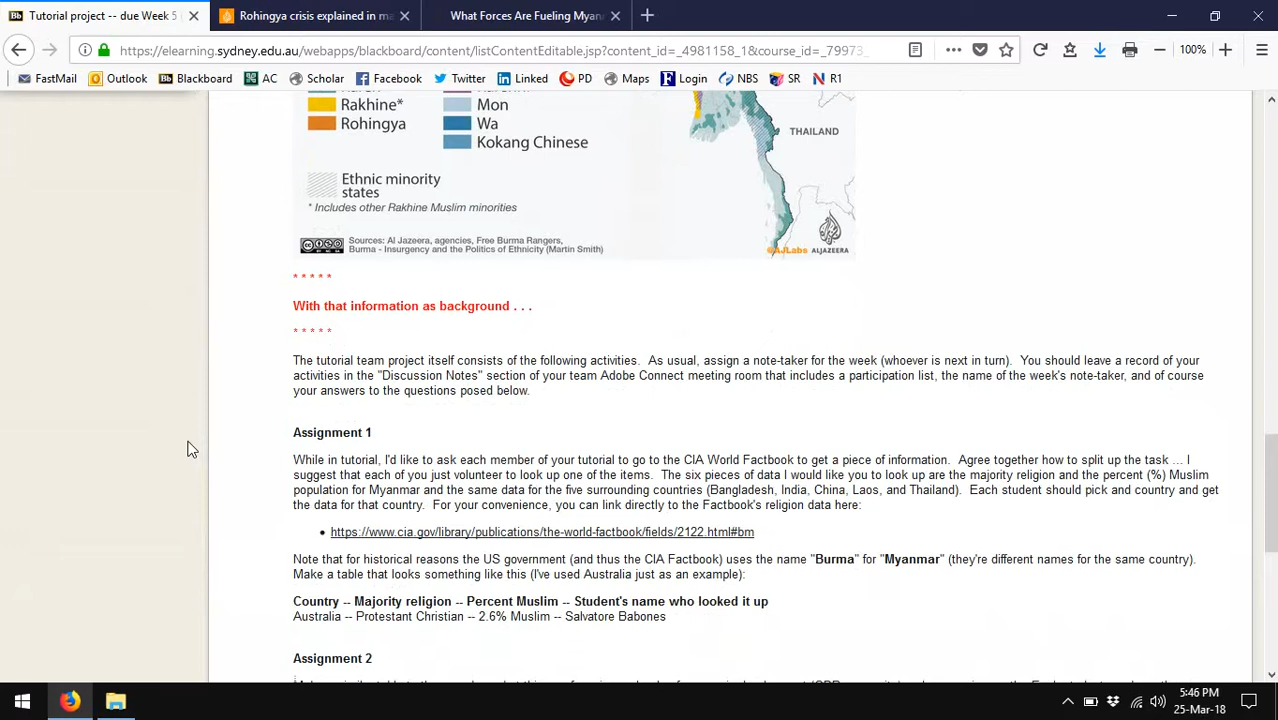 Tutorial project -- due Week 5
Rohingya crisis explained in ma
What Forces Are Fueling Myanm
https://elearning.sydney.edu.au/webapps/blackboard/content/listContentEditable.jsp?content_id=_4981158_1&course_id=_79973_
100%
FastMail Outlook Blackboard AC Scholar Facebook Twitter Linked PD Maps Login NBS SR R1
Rakhine* Mon
Rohingya Wa
Kokang Chinese
THAILAND
Ethnic minority
states
* Includes other Rakhine Muslim minorities
Sources: Al Jazeera, agencies, Free Burma Rangers,
Burma - Insurgency and the Politics of Ethnicity (Martin Smith)
@AJLabs ALJAZEERA
* * * * *
With that information as background . . .
* * * * *
The tutorial team project itself consists of the following activities. As usual, assign a note-taker for the week (whoever is next in turn). You should leave a record of your
activities in the "Discussion Notes" section of your team Adobe Connect meeting room that includes a participation list, the name of the week's note-taker, and of course
your answers to the questions posed below.
Assignment 1
While in tutorial, I'd like to ask each member of your tutorial to go to the CIA World Factbook to get a piece of information. Agree together how to split up the task ... I
suggest that each of you just volunteer to look up one of the items. The six pieces of data I would like you to look up are the majority religion and the percent (%) Muslim
population for Myanmar and the same data for the five surrounding countries (Bangladesh, India, China, Laos, and Thailand). Each student should pick and country and get
the data for that country. For your convenience, you can link directly to the Factbook's religion data here:
• https://www.cia.gov/library/publications/the-world-factbook/fields/2122.html#bm
Note that for historical reasons the US government (and thus the CIA Factbook) uses the name "Burma" for "Myanmar" (they're different names for the same country).
Make a table that looks something like this (I've used Australia just as an example):
Country -- Majority religion -- Percent Muslim -- Student's name who looked it up
Australia -- Protestant Christian -- 2.6% Muslim -- Salvatore Babones
Assignment 2
5:46 PM
25-Mar-18